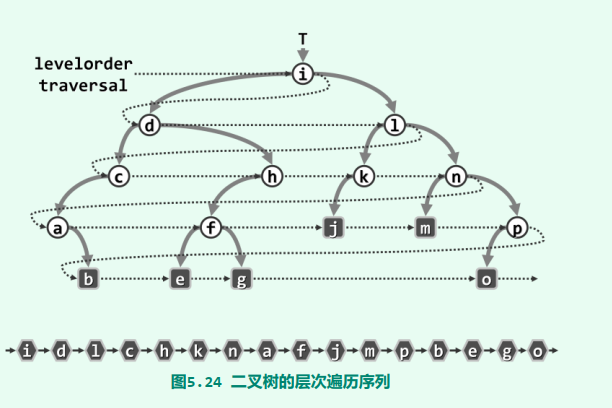 T
levelorder
traversal
i
d l
c h k n
a f j m p
b e g o
i d l c h k n a f j m p b e g o
图5.24 二叉树的层次遍历序列